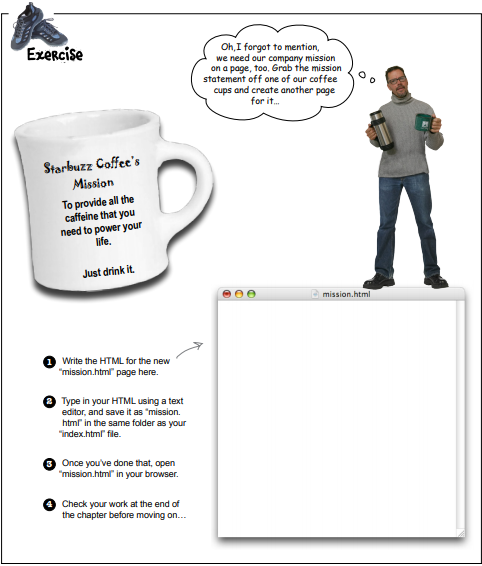 Exercise
Oh,I forgot to mention,
we need our company mission
on a page, too. Grab the mission
statement off one of our coffee
cups and create another page
for it...
Starbuzz Coffee's
Mission
To provide all the
caffeine that you
need to power your
life.
Just drink it.
mission.html
1 Write the HTML for the new
"mission.html" page here.
2 Type in your HTML using a text
editor, and save it as "mission.
html" in the same folder as your
"index.html" file.
3 Once you've done that, open
"mission.html" in your browser.
4 Check your work at the end of
the chapter before moving on…